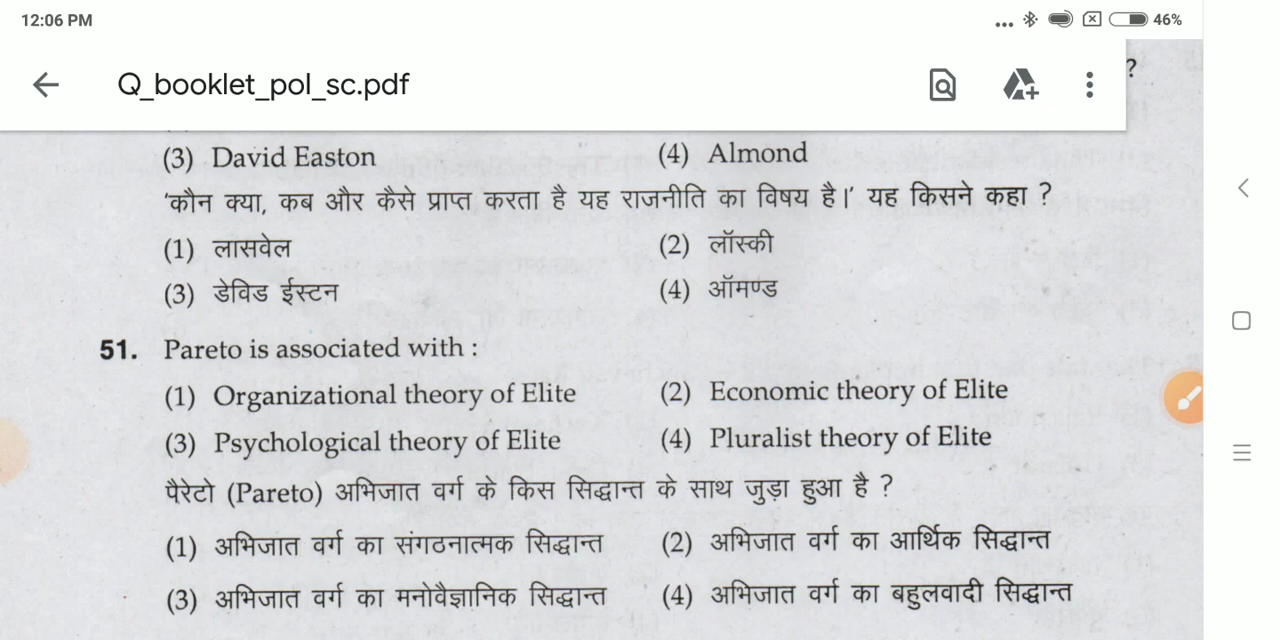 12:06 PM
46%
Q_booklet_pol_sc.pdf
?
(3) David Easton (4) Almond
'कौन क्या, कब और कैसे प्राप्त करता है यह राजनीति का विषय है।' यह किसने कहा ?
(1) लासवेल (2) लॉस्की
(3) डेविड ईस्टन (4) ऑमण्ड
51. Pareto is associated with :
(1) Organizational theory of Elite (2) Economic theory of Elite
(3) Psychological theory of Elite (4) Pluralist theory of Elite
पैरेटो (Pareto) अभिजात वर्ग के किस सिद्धान्त के साथ जुड़ा हुआ है ?
(1) अभिजात वर्ग का संगठनात्मक सिद्धान्त (2) अभिजात वर्ग का आर्थिक सिद्धान्त
(3) अभिजात वर्ग का मनोवैज्ञानिक सिद्धान्त (4) अभिजात वर्ग का बहुलवादी सिद्धान्त